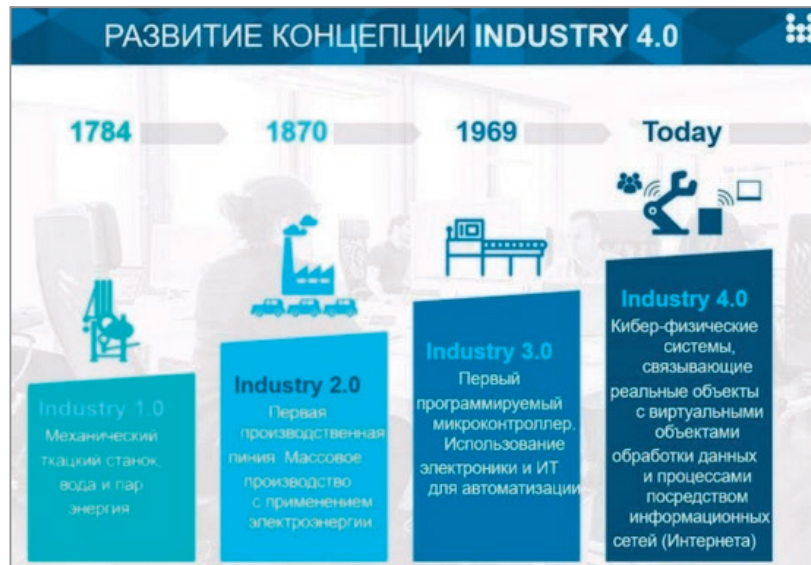 РАЗВИТИЕ КОНЦЕПЦИИ INDUSTRY 4.0
1784
1870
1969
Today
Industry 1.0
Механический
ткацкий станок,
вода и пар
энергия
Industry 2.0
Первая
производственная
линия Массовое
производство
с применением
электроэнергии
Industry 3.0
Первый
программируемый
микроконтроллер.
Использование
электроники и ИТ
для автоматизации
Industry 4.0
Кибер-физические
системы,
связывающие
реальные объекты
с виртуальными
объектами
обработки данных
и процессами
посредством
информационных
сетей (Интернета)